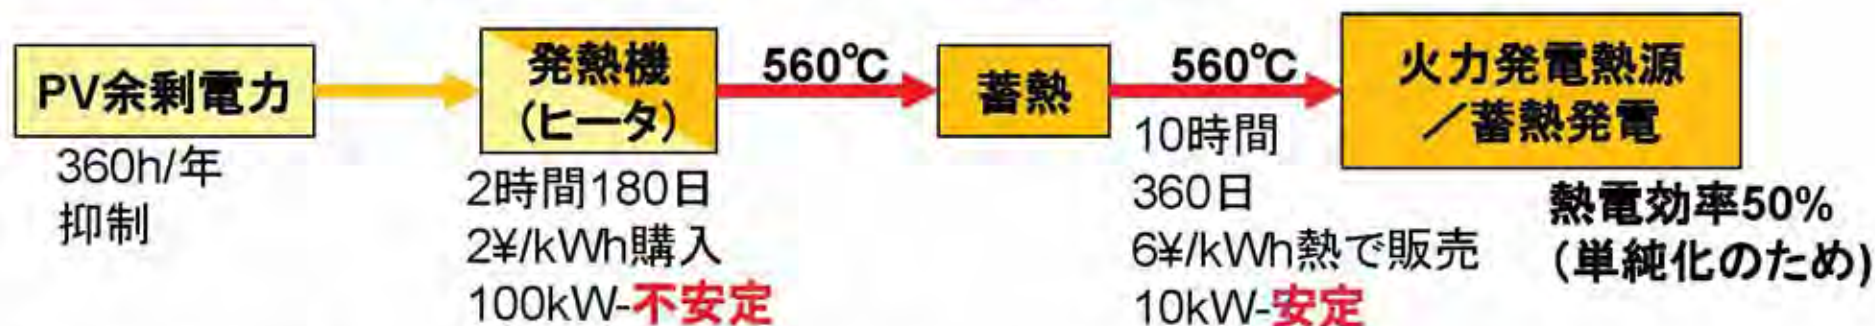 PV余剰電力
360h/年
抑制
発熱機
(ヒータ)
2時間180日
2¥/kWh購入
100kW-不安定
560℃
蓄熱
560℃
10時間
360日
6¥/kWh熱で販売
10kW-安定
火力発電熱源
／蓄熱発電
熱電効率50%
(単純化のため)